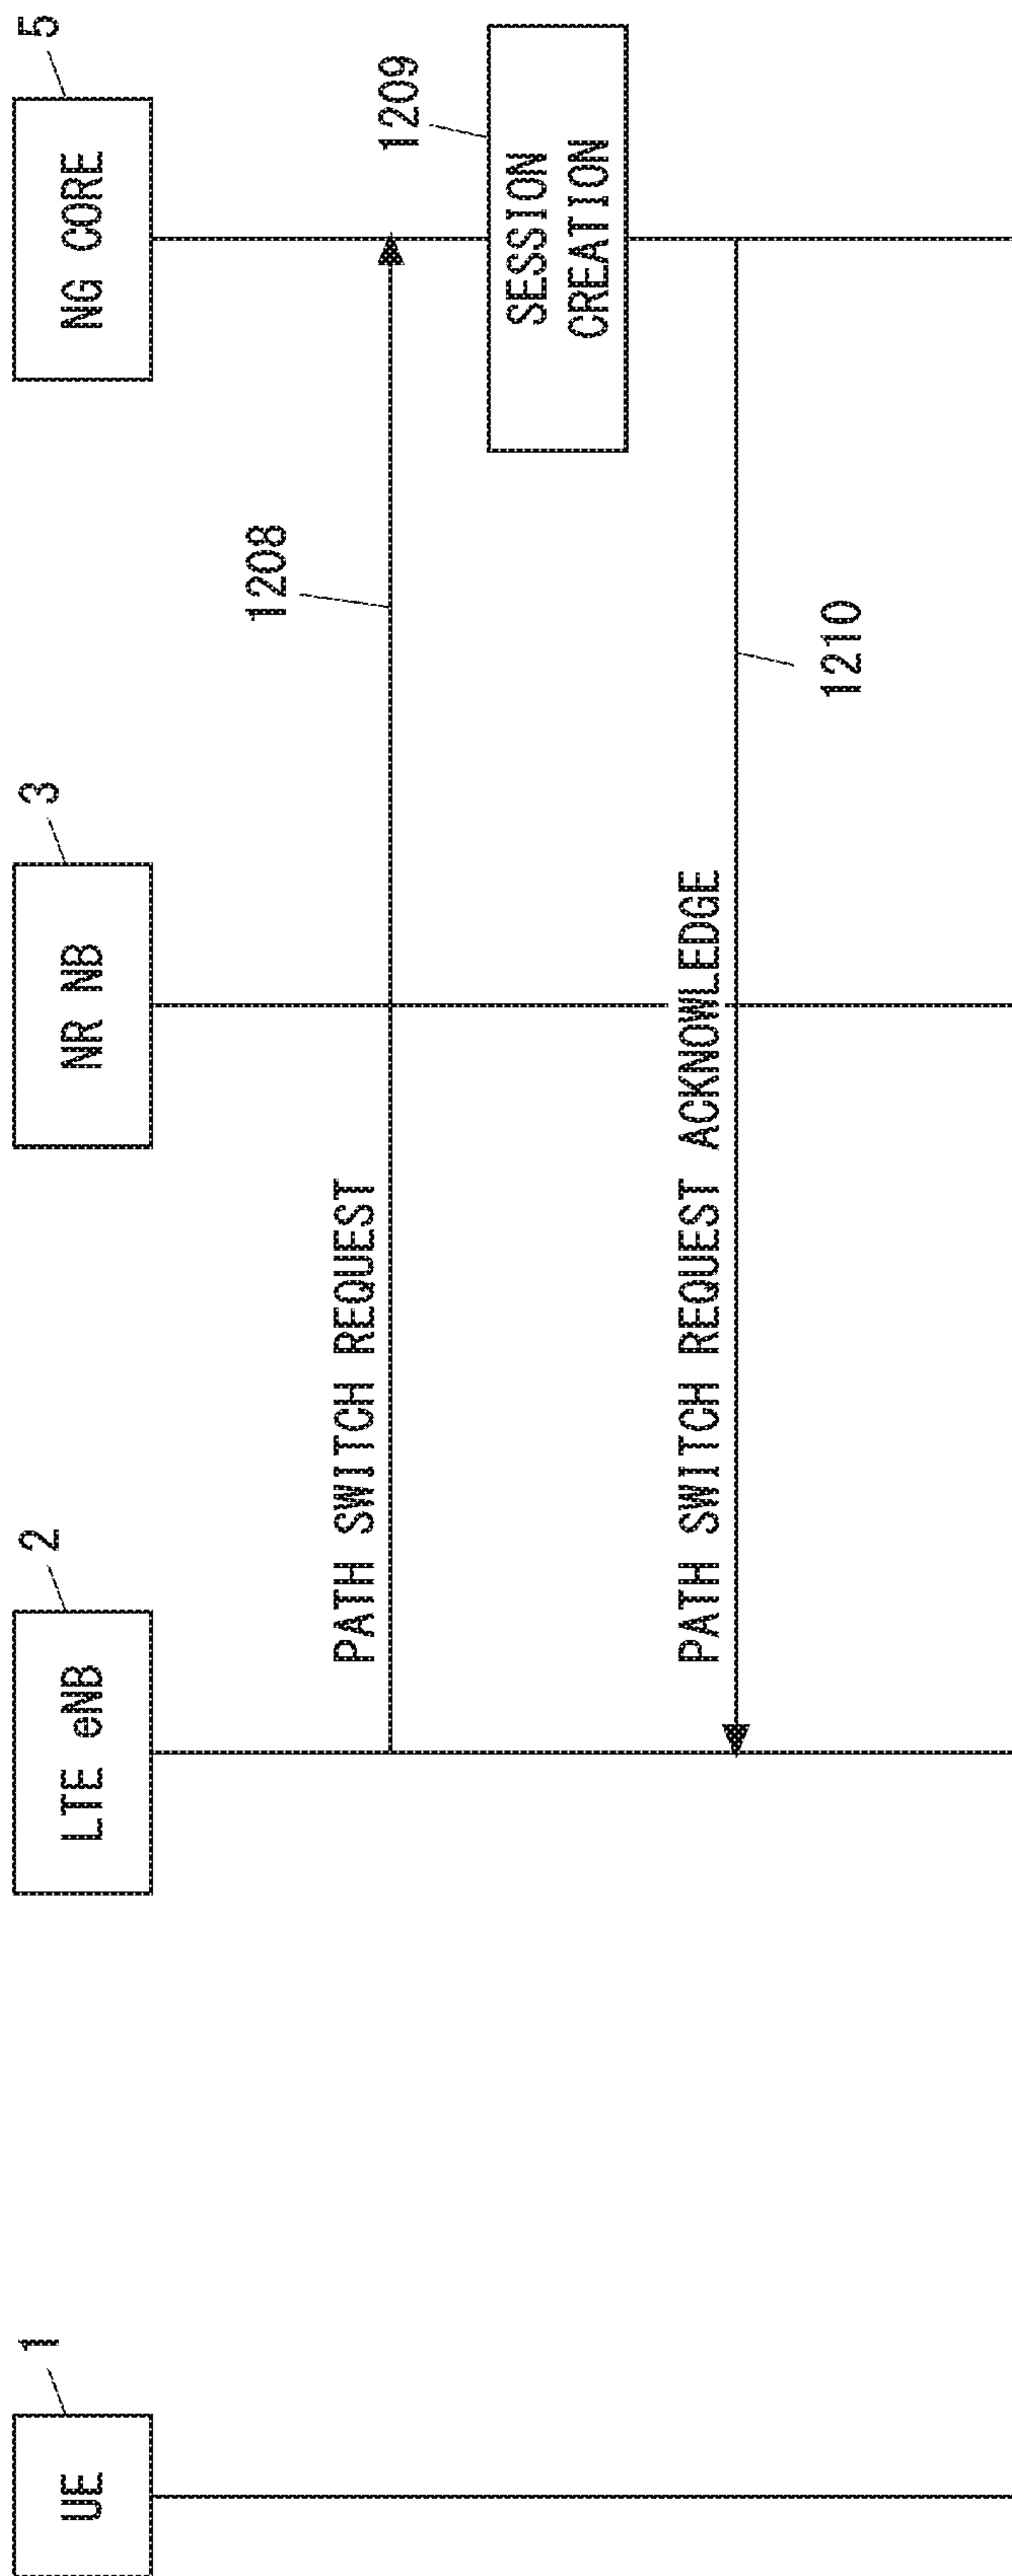 1
2
3
5
UE
LTE eNB
NR NB
NG CORE
1208
PATH SWITCH REQUEST
1209
SESSION
CREATION
PATH SWITCH REQUEST ACKNOWLEDGE
1210